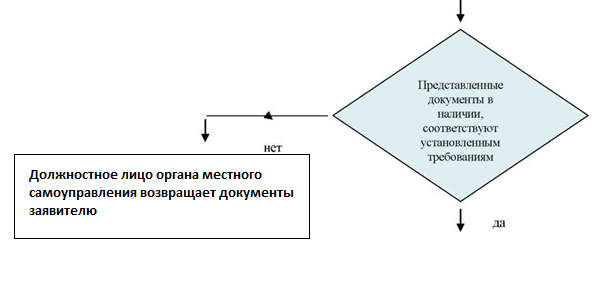 Представленные
документы в
наличии,
соответствуют
установленным
требованиям
нет
Должностное лицо органа местного
самоуправления возвращает документы
заявителю
да